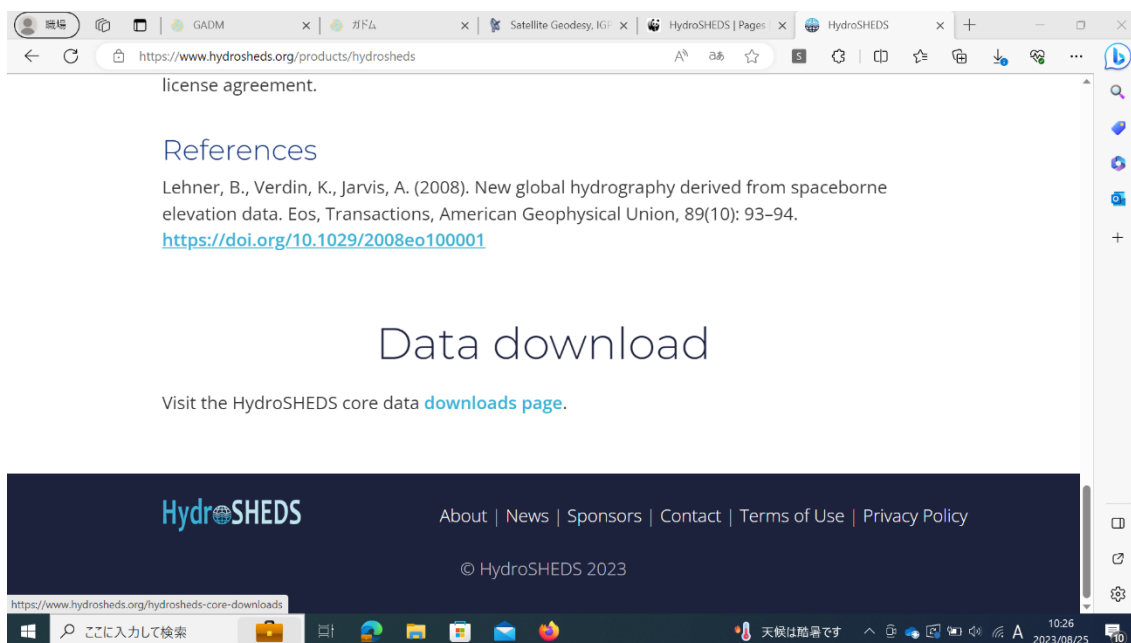 職場
GADM
ガドム
Satellite Geodesy, IGP
HydroSHEDS | Pages
HydroSHEDS
https://www.hydrosheds.org/products/hydrosheds
license agreement.
References
Lehner, B., Verdin, K., Jarvis, A. (2008). New global hydrography derived from spaceborne
elevation data. Eos, Transactions, American Geophysical Union, 89(10): 93–94.
https://doi.org/10.1029/2008eo100001
Data download
Visit the HydroSHEDS core data downloads page.
HydroSHEDS
About | News | Sponsors | Contact | Terms of Use | Privacy Policy
© HydroSHEDS 2023
https://www.hydrosheds.org/hydrosheds-core-downloads
ここに入力して検索
天候は酷暑です
A
10:26
2023/08/25